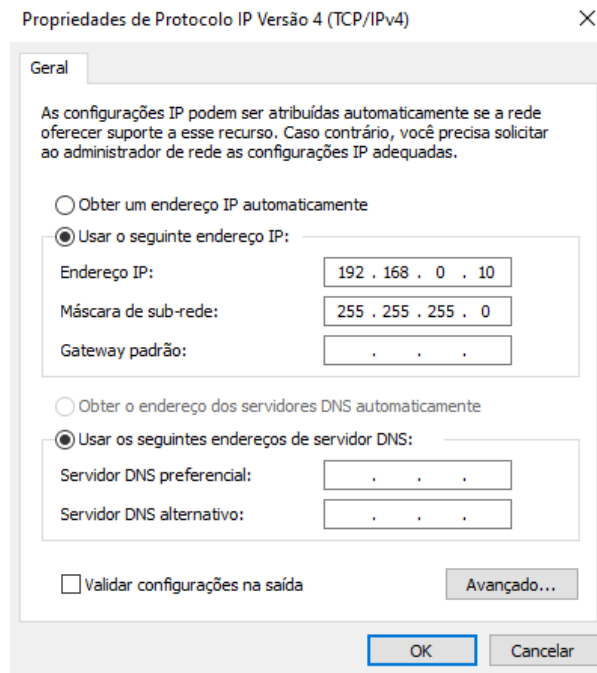 Propriedades de Protocolo IP Versão 4 (TCP/IPv4)
Geral
As configurações IP podem ser atribuídas automaticamente se a rede
oferecer suporte a esse recurso. Caso contrário, você precisa solicitar
ao administrador de rede as configurações IP adequadas.
Obter um endereço IP automaticamente
Usar o seguinte endereço IP:
Endereço IP: 192 . 168 . 0 . 10
Máscara de sub-rede: 255 . 255 . 255 . 0
Gateway padrão: . . .
Obter o endereço dos servidores DNS automaticamente
Usar os seguintes endereços de servidor DNS:
Servidor DNS preferencial: . . .
Servidor DNS alternativo: . . .
Validar configurações na saída Avançado...
OK Cancelar